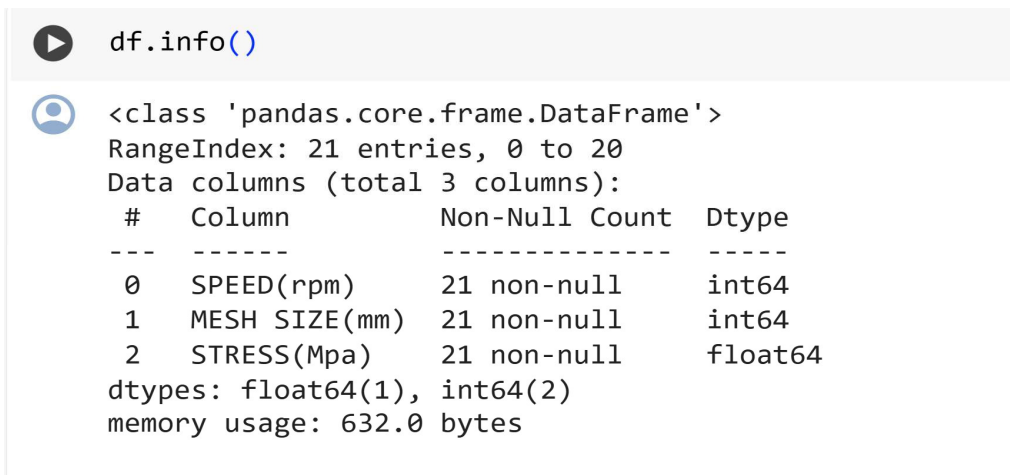 df.info()
<class 'pandas.core.frame.DataFrame'>
RangeIndex: 21 entries, 0 to 20
Data columns (total 3 columns):
 #   Column         Non-Null Count  Dtype
---  ------         --------------  -----
 0   SPEED(rpm)     21 non-null     int64
 1   MESH SIZE(mm)  21 non-null     int64
 2   STRESS(Mpa)    21 non-null     float64
dtypes: float64(1), int64(2)
memory usage: 632.0 bytes